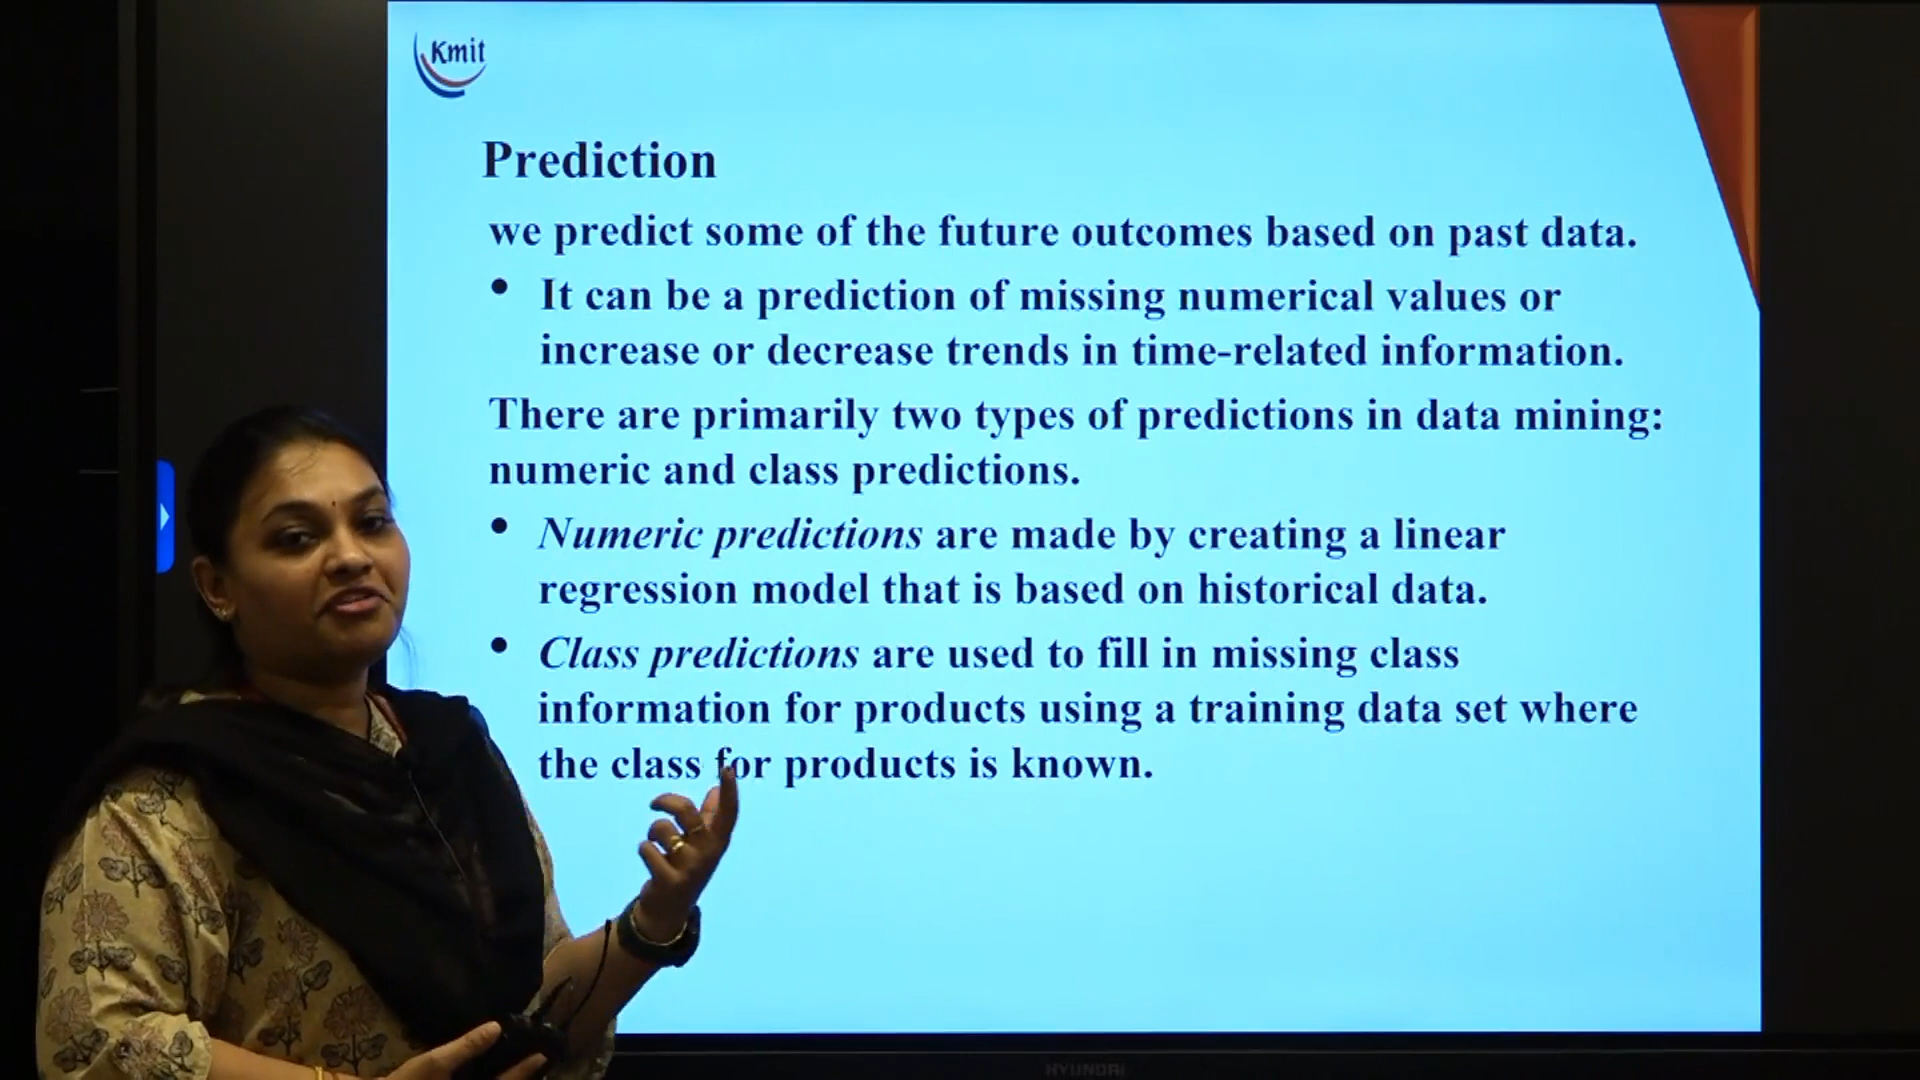 Kmit
Prediction
we predict some of the future outcomes based on past data.
• It can be a prediction of missing numerical values or
increase or decrease trends in time-related information.
There are primarily two types of predictions in data mining:
numeric and class predictions.
• Numeric predictions are made by creating a linear
regression model that is based on historical data.
• Class predictions are used to fill in missing class
information for products using a training data set where
the class for products is known.
HYUNDAI